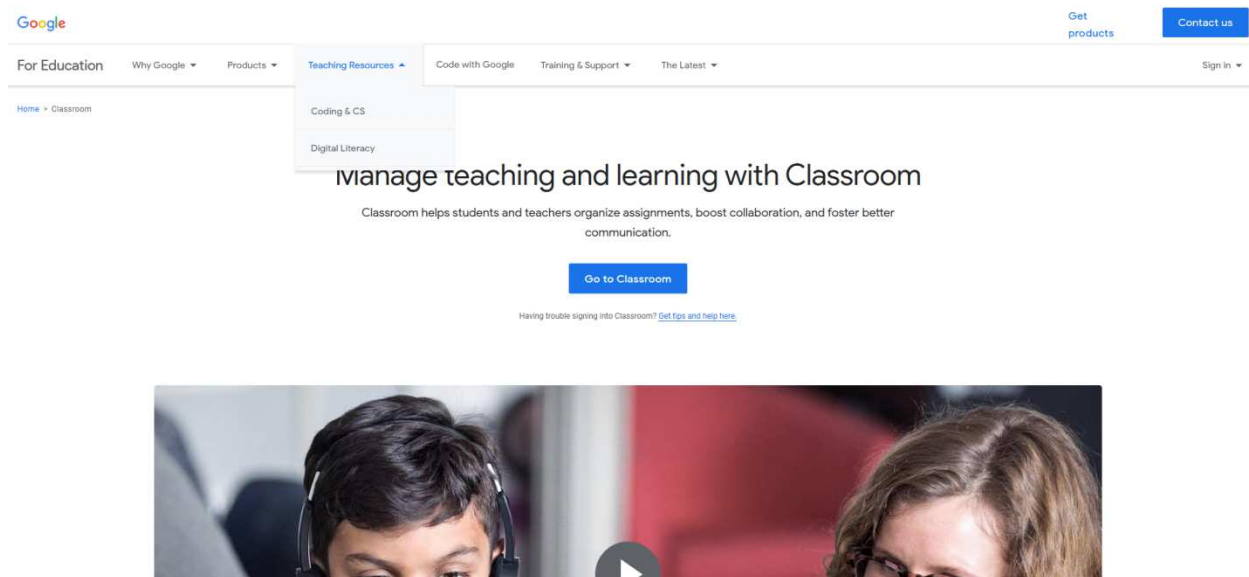 Google
Get
products
Contact us
For Education
Why Google
Products
Teaching Resources
Code with Google
Training & Support
The Latest
Sign in
Home > Classroom
Coding & CS
Digital Literacy
Manage teaching and learning with Classroom
Classroom helps students and teachers organize assignments, boost collaboration, and foster better
communication.
Go to Classroom
Having trouble signing into Classroom? Get tips and help here.